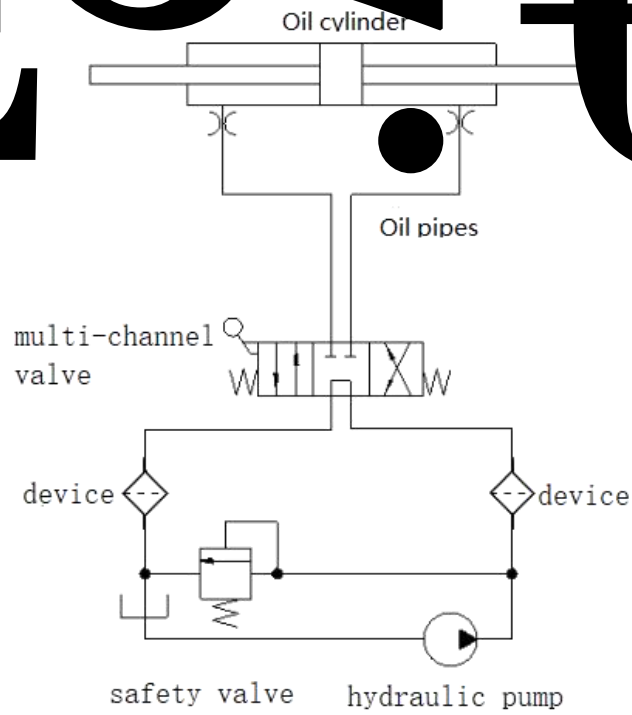 Oil cylinder
Oil pipes
multi-channel
valve
device
device
safety valve
hydraulic pump